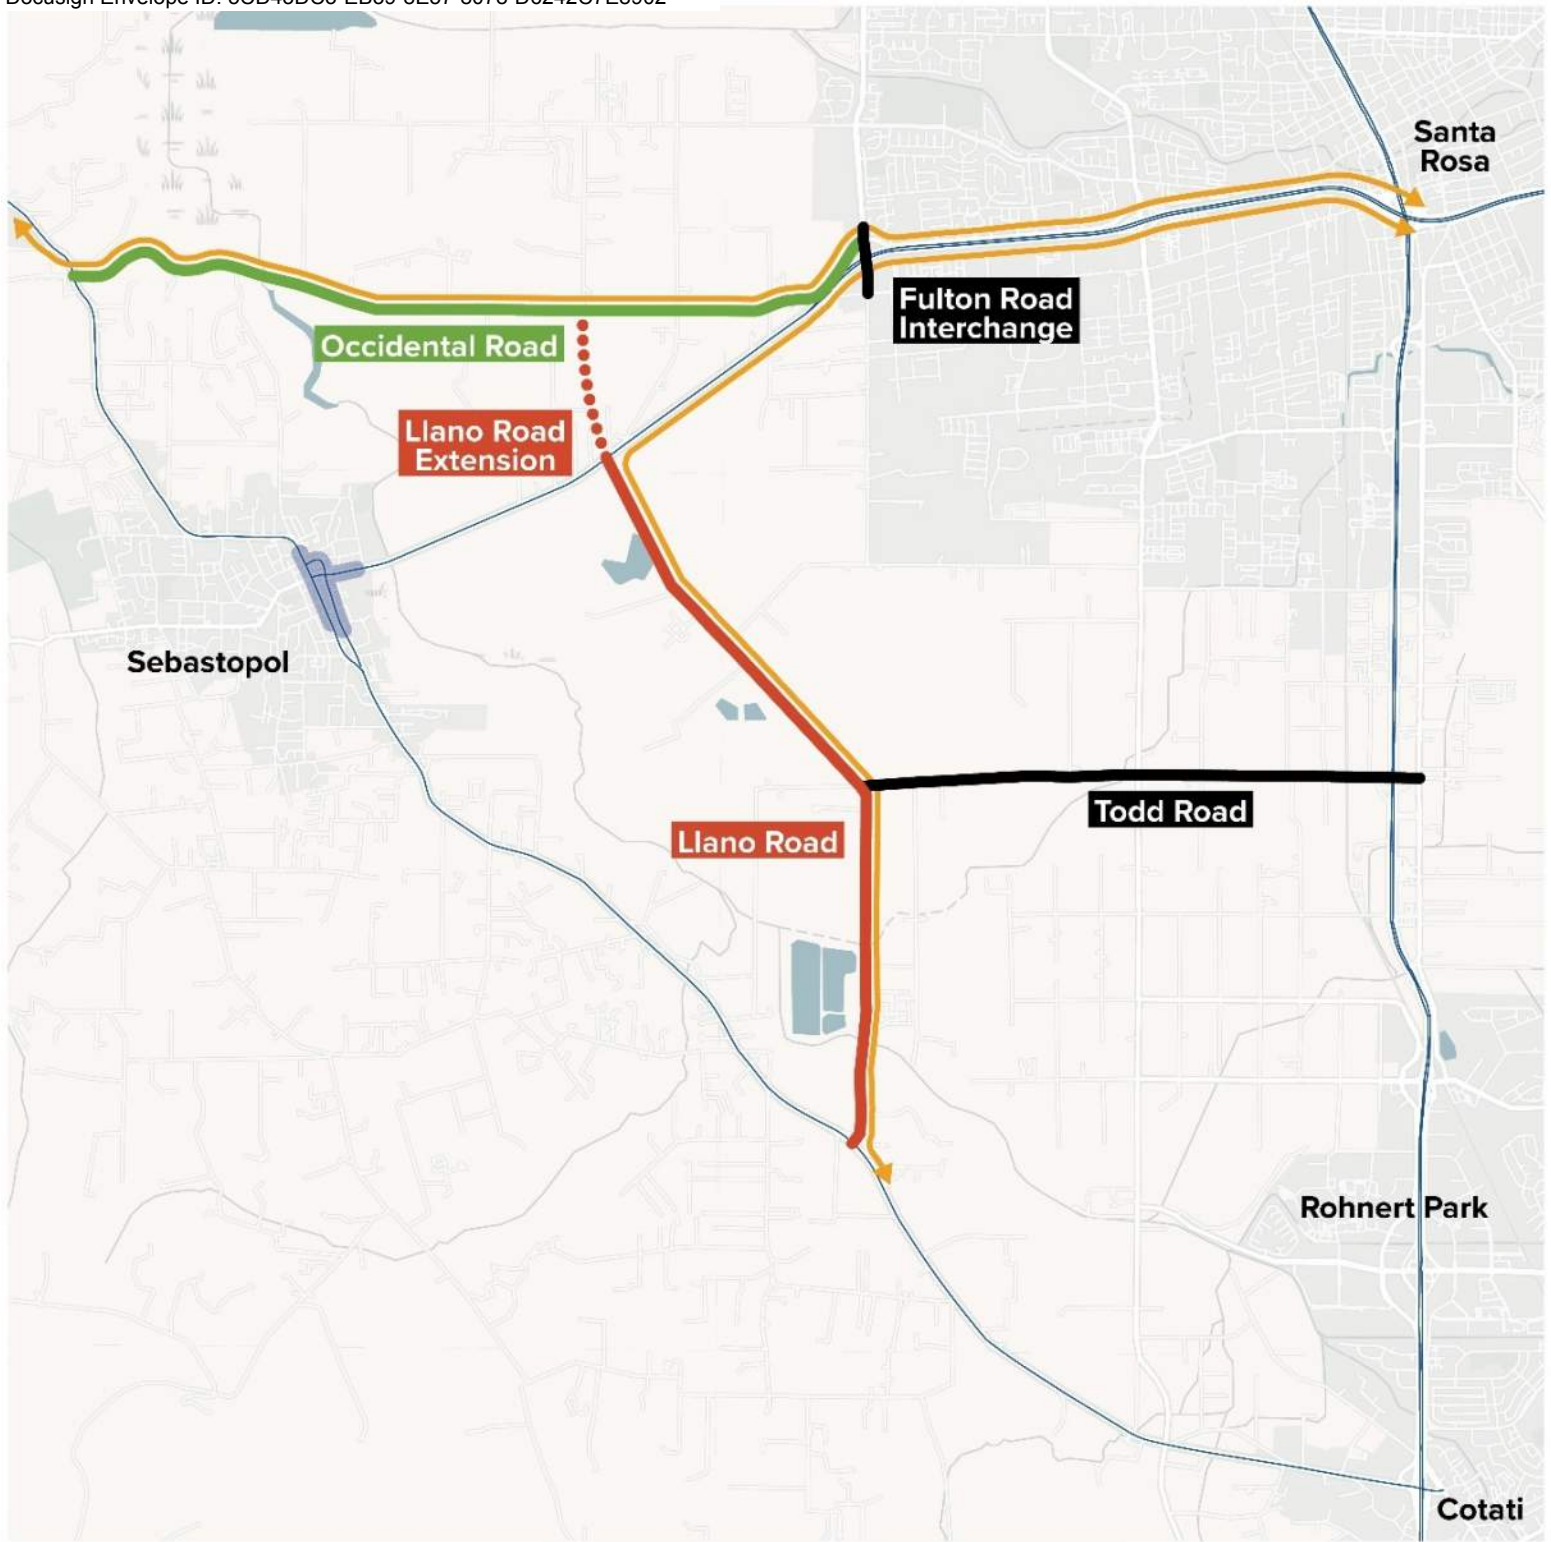 Santa
Rosa
Fulton Road
Interchange
Occidental Road
Llano Road
Extension
Sebastopol
Todd Road
Llano Road
Rohnert Park
Cotati